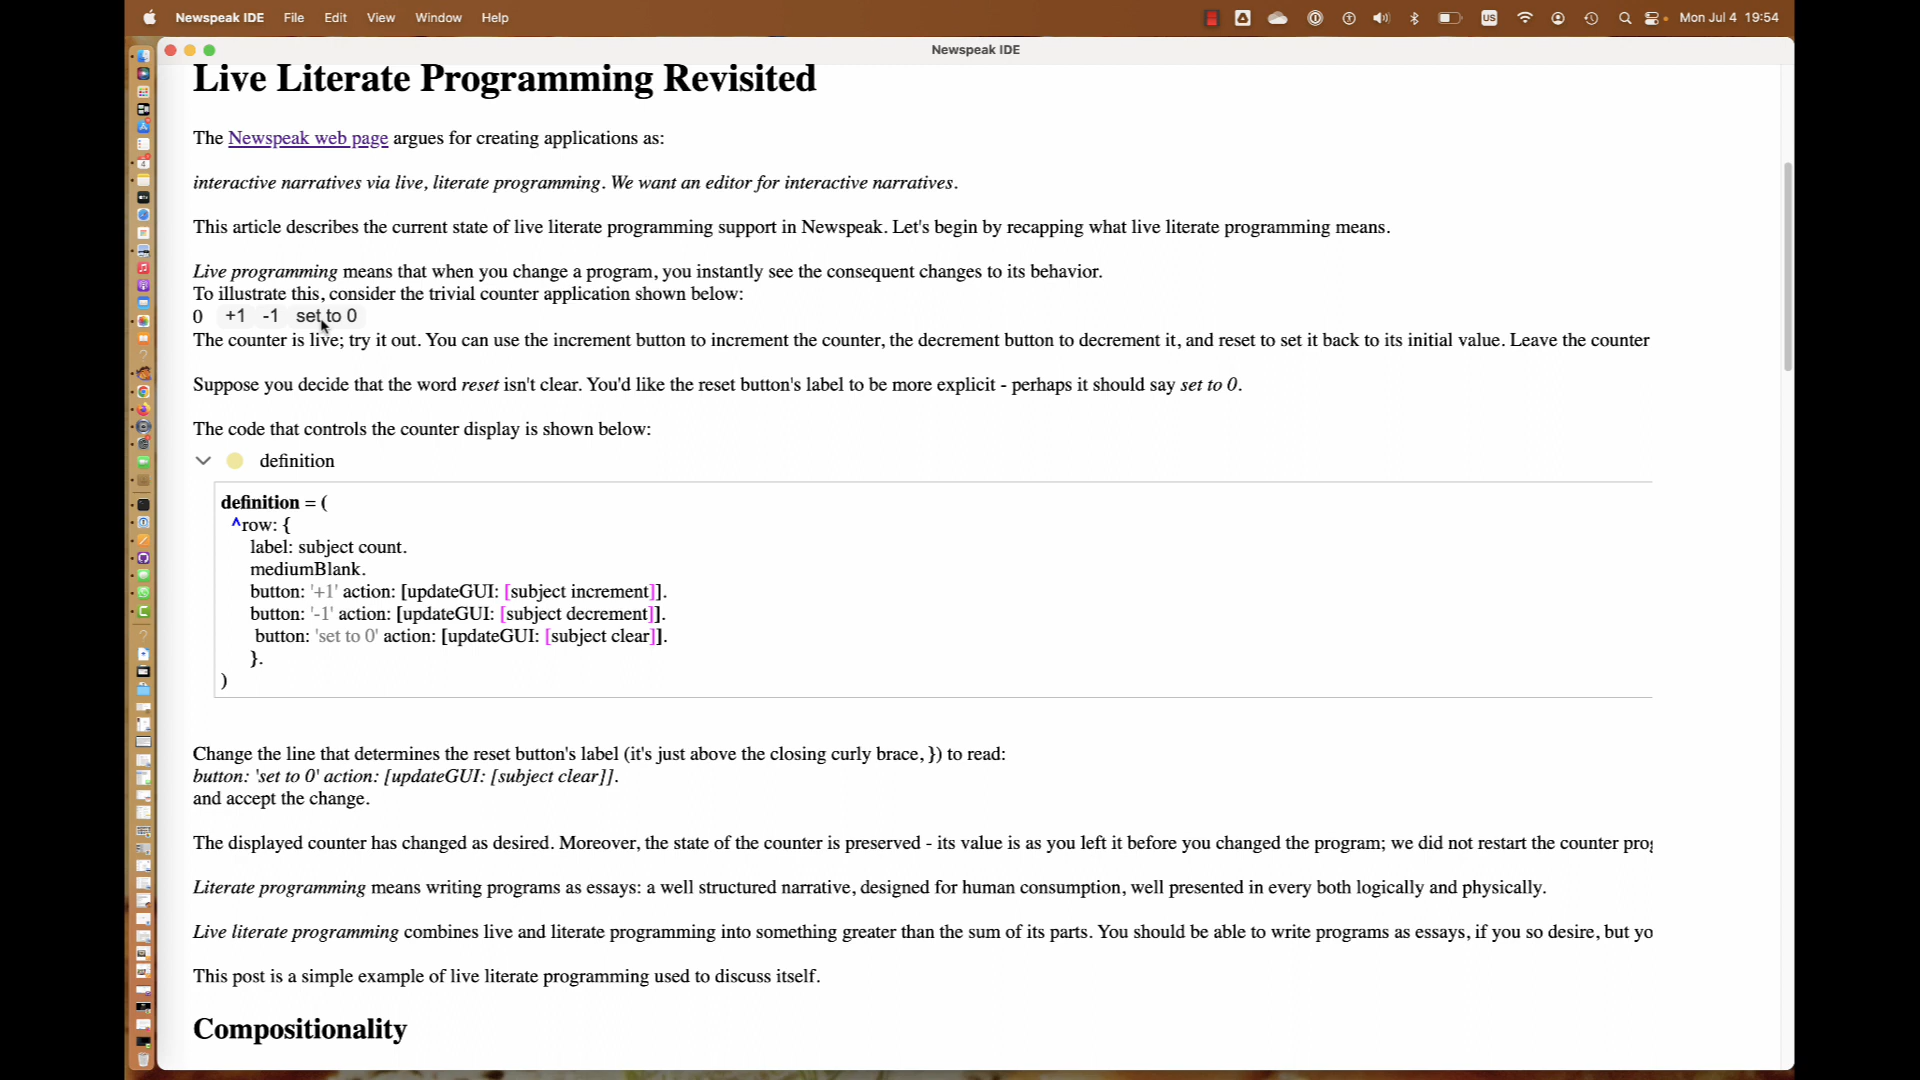 Newspeak IDE File Edit View Window Help US Mon Jul 4 19:54
Newspeak IDE
Live Literate Programming Revisited
The Newspeak web page argues for creating applications as:
interactive narratives via live, literate programming. We want an editor for interactive narratives.
This article describes the current state of live literate programming support in Newspeak. Let's begin by recapping what live literate programming means.
Live programming means that when you change a program, you instantly see the consequent changes to its behavior.
To illustrate this, consider the trivial counter application shown below:
0 +1 -1 set to 0
The counter is live; try it out. You can use the increment button to increment the counter, the decrement button to decrement it, and reset to set it back to its initial value. Leave the counter
Suppose you decide that the word reset isn't clear. You'd like the reset button's label to be more explicit - perhaps it should say set to 0.
The code that controls the counter display is shown below:
definition
definition = (
^row: {
label: subject count.
mediumBlank.
button: '+1' action: [updateGUI: [subject increment]].
button: '-1' action: [updateGUI: [subject decrement]].
button: 'set to 0' action: [updateGUI: [subject clear]].
}.
)
Change the line that determines the reset button's label (it's just above the closing curly brace, }) to read:
button: 'set to 0' action: [updateGUI: [subject clear]].
and accept the change.
The displayed counter has changed as desired. Moreover, the state of the counter is preserved - its value is as you left it before you changed the program; we did not restart the counter prog
Literate programming means writing programs as essays: a well structured narrative, designed for human consumption, well presented in every both logically and physically.
Live literate programming combines live and literate programming into something greater than the sum of its parts. You should be able to write programs as essays, if you so desire, but yo
This post is a simple example of live literate programming used to discuss itself.
Compositionality